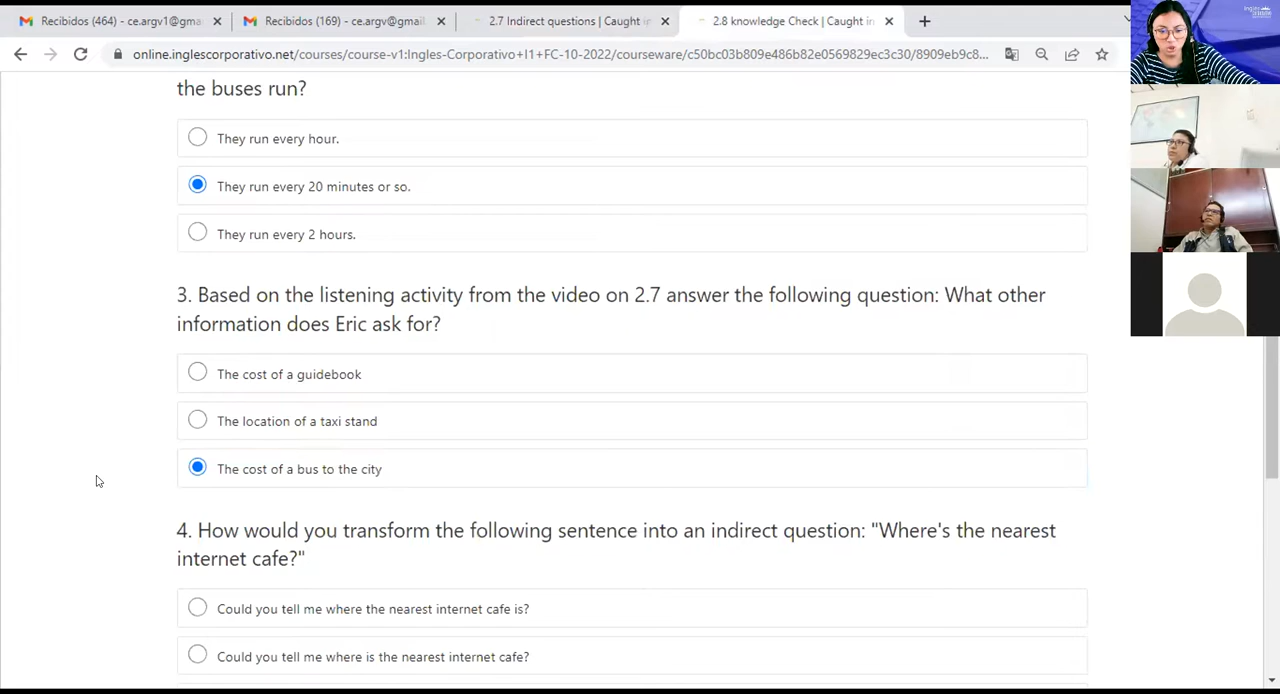 Recibidos (464) - ce.argv1@gma
Recibidos (169) - ce.argv@gmail.
2.7 Indirect questions | Caught in
2.8 knowledge Check | Caught in
online.inglescorporativo.net/courses/course-v1:Ingles-Corporativo+I1+FC-10-2022/courseware/c50bc03b809e486b82e0569829ec3c30/8909eb9c8...
the buses run?
They run every hour.
They run every 20 minutes or so.
They run every 2 hours.
3. Based on the listening activity from the video on 2.7 answer the following question: What other
information does Eric ask for?
The cost of a guidebook
The location of a taxi stand
The cost of a bus to the city
4. How would you transform the following sentence into an indirect question: "Where's the nearest
internet cafe?"
Could you tell me where the nearest internet cafe is?
Could you tell me where is the nearest internet cafe?